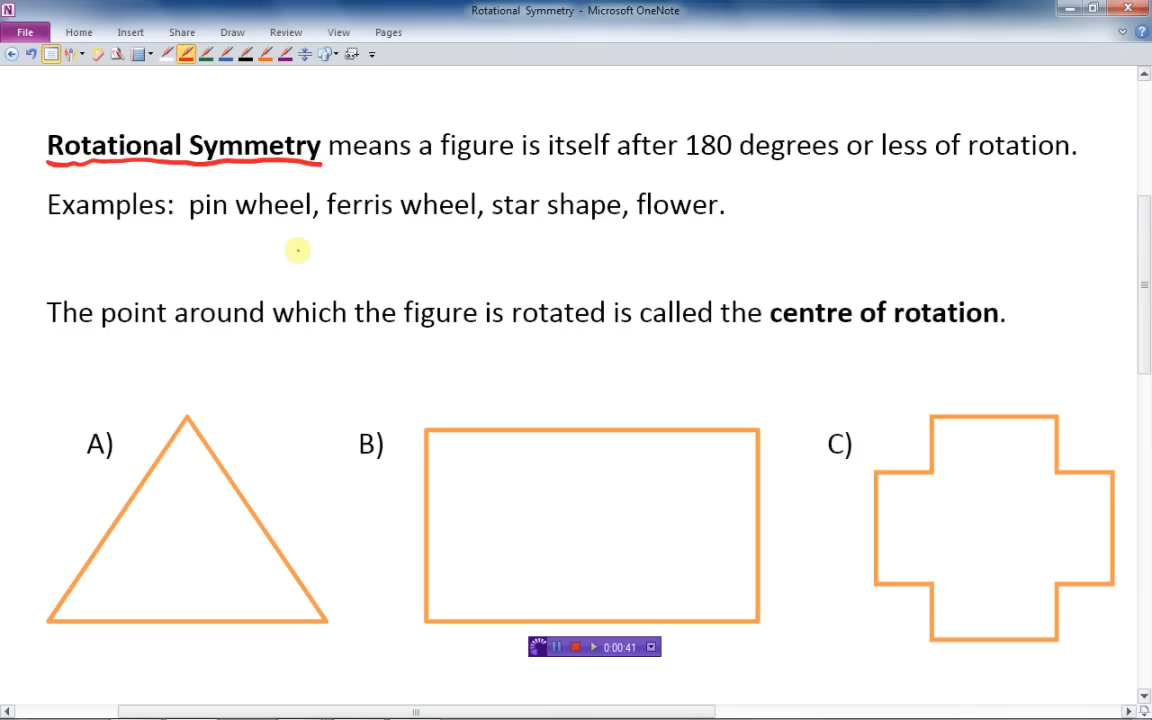 Rotational Symmetry - Microsoft OneNote
File Home Insert Share Draw Review View Pages
Rotational Symmetry means a figure is itself after 180 degrees or less of rotation.
Examples: pin wheel, ferris wheel, star shape, flower.
The point around which the figure is rotated is called the centre of rotation.
A) B) C)
0:00:41